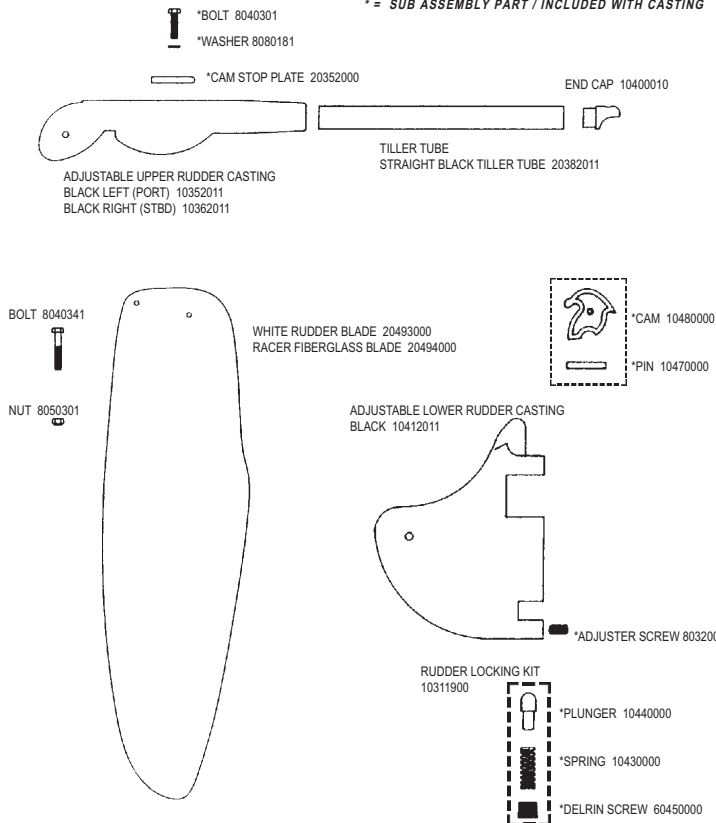 * = SUB ASSEMBLY PART / INCLUDED WITH CASTING
*BOLT 8040301
*WASHER 8080181
*CAM STOP PLATE 20352000
END CAP 10400010
TILLER TUBE
STRAIGHT BLACK TILLER TUBE 20382011
ADJUSTABLE UPPER RUDDER CASTING
BLACK LEFT (PORT) 10352011
BLACK RIGHT (STBD) 10362011
BOLT 8040341
WHITE RUDDER BLADE 20493000
RACER FIBERGLASS BLADE 20494000
*CAM 10480000
*PIN 10470000
NUT 8050301
ADJUSTABLE LOWER RUDDER CASTING
BLACK 10412011
*ADJUSTER SCREW
RUDDER LOCKING KIT
10311900
*PLUNGER 10440000
*SPRING 10430000
*DELRIN SCREW 60450000